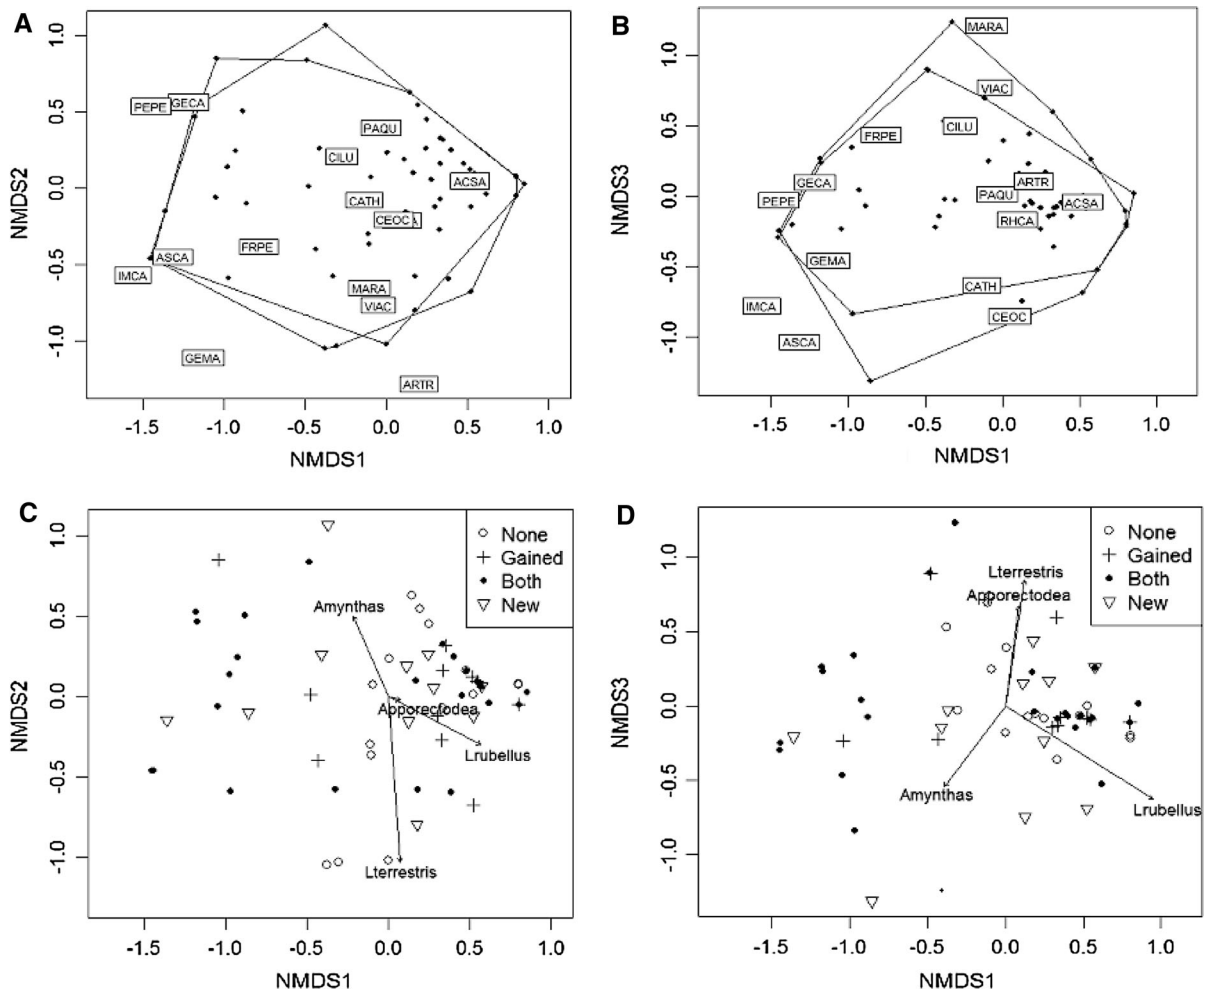 A
1.0
0.5
0.0
-0.5
-1.0
NMDS2
PEPE
GECA
PAQU
CILU
ACSA
CATH
CEOC
FRPE
ASCA
IMCA
MARA
VIAC
GEMA
ARTR
-1.5 -1.0 -0.5 0.0 0.5 1.0
NMDS1
B
1.0
0.5
0.0
-0.5
-1.0
NMDS3
MARA
VIAC
CILU
FRPE
GECA
ARTR
PAQU
PEPE
ACSA
RHCA
GEMA
CATH
IMCA
CEOC
ASCA
-1.5 -1.0 -0.5 0.0 0.5 1.0
NMDS1
C
1.0
0.5
0.0
-0.5
-1.0
NMDS2
None
Gained
Both
New
Amynthas
Apporectodea
Lrubellus
Lterrestris
-1.5 -1.0 -0.5 0.0 0.5 1.0
NMDS1
D
1.0
0.5
0.0
-0.5
-1.0
NMDS3
None
Gained
Both
New
Lterrestris
Apporectodea
Amynthas
Lrubellus
-1.5 -1.0 -0.5 0.0 0.5 1.0
NMDS1